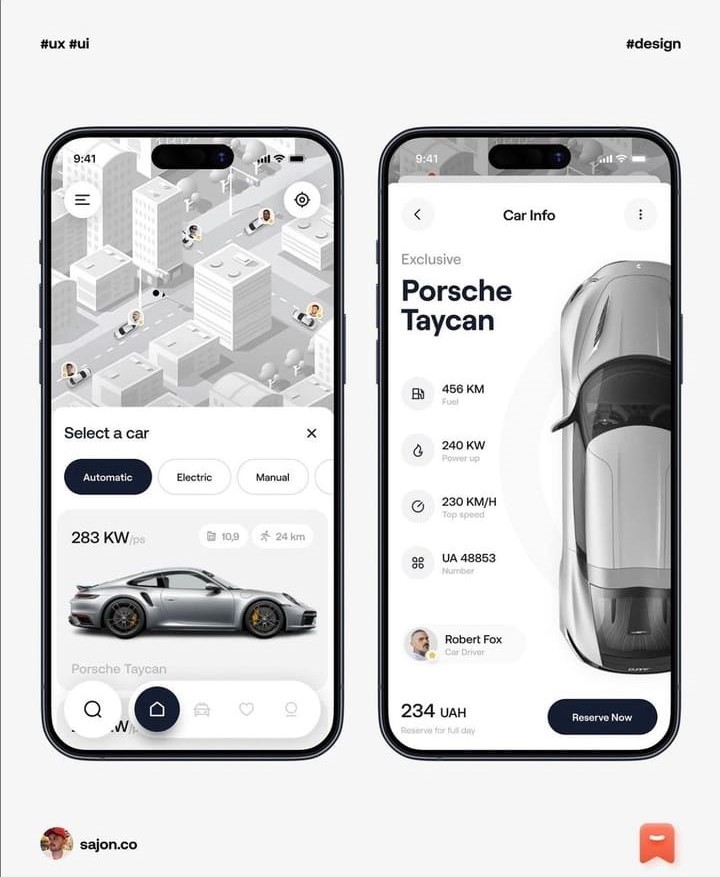 #ux #ui
#design
9:41
Select a car
Automatic
Electric
Manual
283 KW/ps
10,9
24 km
Porsche Taycan
9:41
Car Info
Exclusive
Porsche
Taycan
456 KM
Fuel
240 KW
Power up
230 KM/H
Top speed
UA 48853
Number
Robert Fox
Car Driver
234 UAH
Reserve for full day
Reserve Now
sajon.co